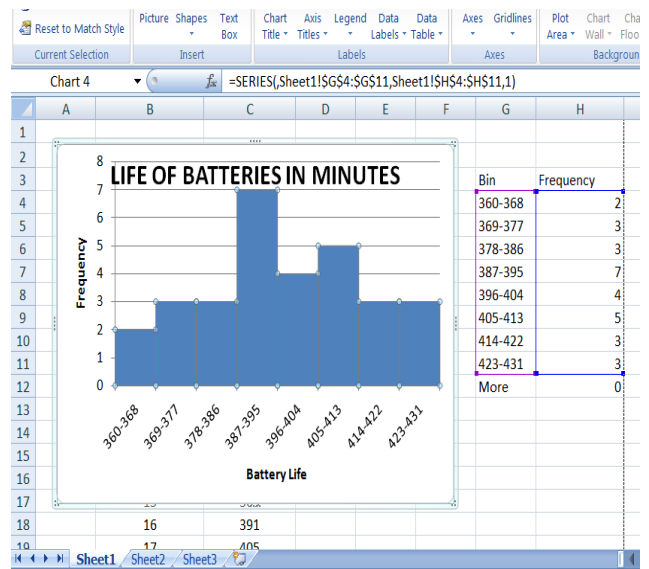 Reset to Match Style
Picture Shapes Text Box
Chart Title Axis Titles Legend Data Labels Data Table
Axes Gridlines
Plot Area Chart Wall
Current Selection Insert Labels Axes
Chart 4 fx =SERIES(,Sheet1!$G$4:$G$11,Sheet1!$H$4:$H$11,1)
A B C D E F G H
1
2
3 Bin Frequency
4 360-368 2
5 369-377 3
6 378-386 3
7 387-395 7
8 396-404 4
9 405-413 5
10 414-422 3
11 423-431 3
12 More 0
13
14
15
16
17
18 16 391
19 17 405
LIFE OF BATTERIES IN MINUTES
Frequency
8
7
6
5
4
3
2
1
0
360-368 369-377 378-386 387-395 396-404 405-413 414-422 423-431
Battery Life
Sheet1 Sheet2 Sheet3